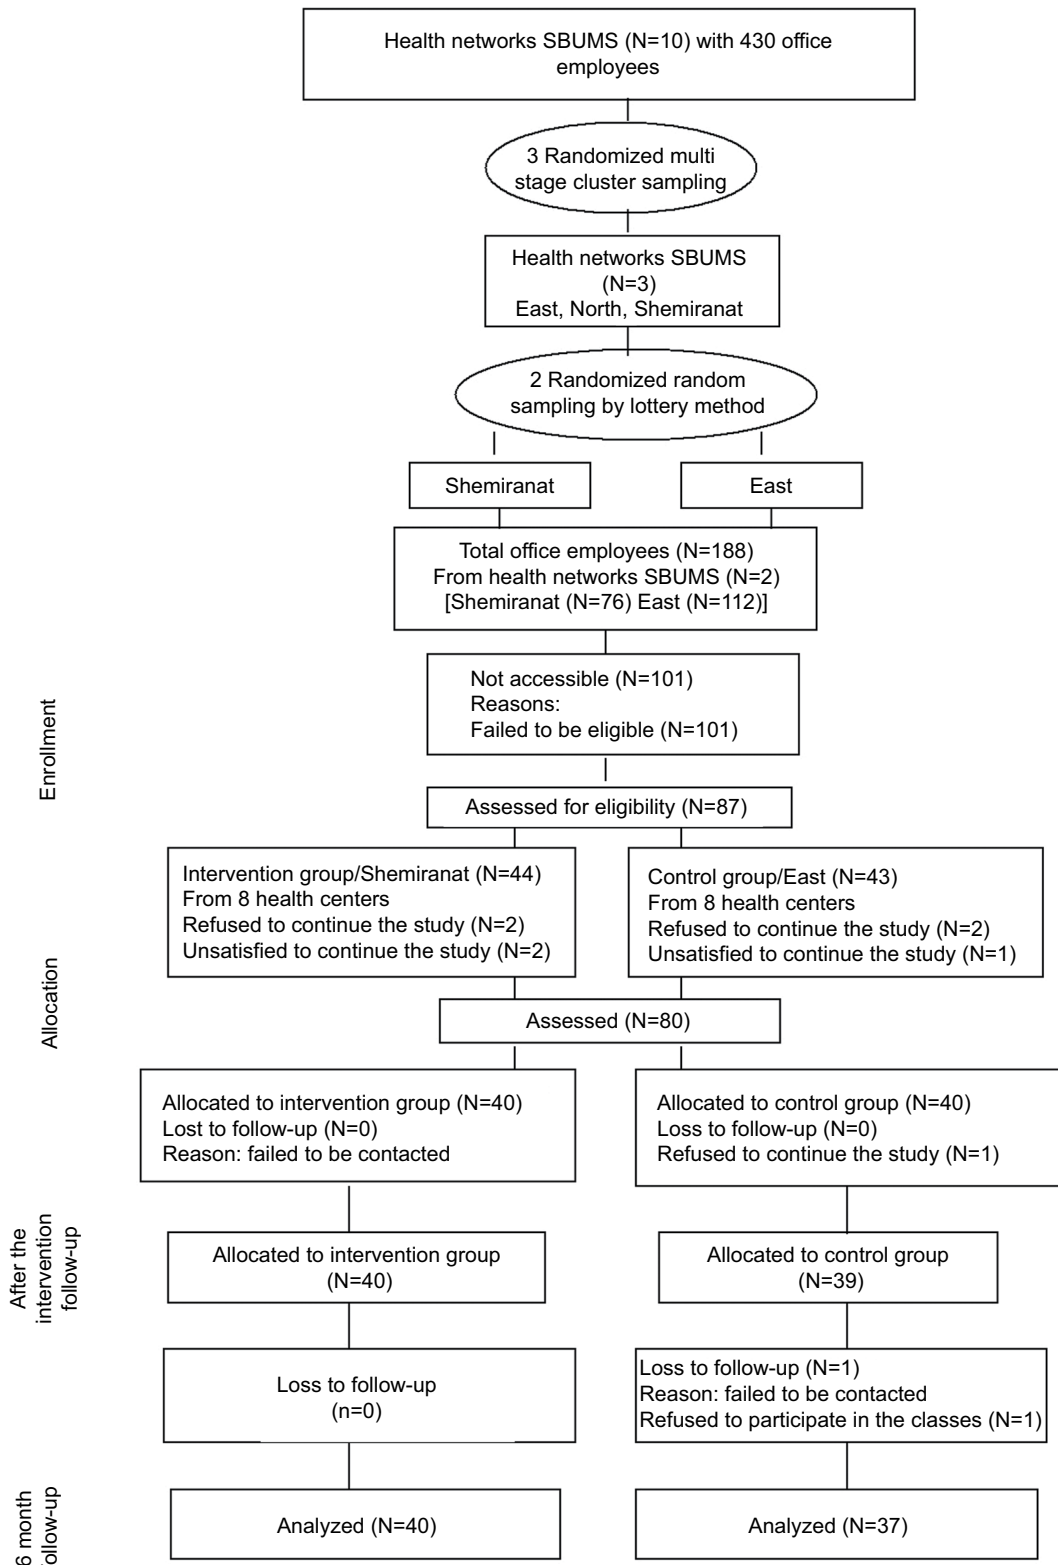 Health networks SBUMS (N=10) with 430 office
employees
3 Randomized multi
stage cluster sampling
Health networks SBUMS
(N=3)
East, North, Shemiranat
2 Randomized random
sampling by lottery method
Shemiranat
East
Total office employees (N=188)
From health networks SBUMS (N=2)
[Shemiranat (N=76) East (N=112)]
Enrollment
Not accessible (N=101)
Reasons:
Failed to be eligible (N=101)
Assessed for eligibility (N=87)
Intervention group/Shemiranat (N=44)
From 8 health centers
Refused to continue the study (N=2)
Unsatisfied to continue the study (N=2)
Control group/East (N=43)
From 8 health centers
Refused to continue the study (N=2)
Unsatisfied to continue the study (N=1)
Allocation
Assessed (N=80)
Allocated to intervention group (N=40)
Lost to follow-up (N=0)
Reason: failed to be contacted
Allocated to control group (N=40)
Loss to follow-up (N=0)
Refused to continue the study (N=1)
After the
intervention
follow-up
Allocated to intervention group
(N=40)
Allocated to control group
(N=39)
Loss to follow-up
(n=0)
Loss to follow-up (N=1)
Reason: failed to be contacted
Refused to participate in the classes (N=1)
6 month
follow-up
Analyzed (N=40)
Analyzed (N=37)